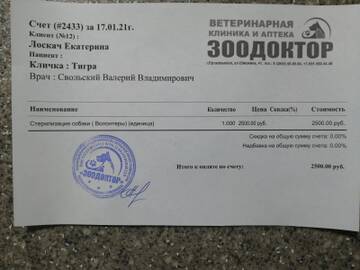 Счет (#2433) за 17.01.21г.
Клиент (№12) :
Лоскач Екатерина
Пациент :
Кличка : Тигра
Врач : Свольский Валерий Владимирович
ВЕТЕРИНАРНАЯ
КЛИНИКА И АПТЕКА
ЗООДОКТОР
Наименование Количество Цена Скидка(%) Стоимость
Стерилизация собаки ( Волонтеры) (единица) 1.000 2500.00 руб. 2500.00 руб.
Скидка на общую сумму счета: 0.00%
Надбавка на общую сумму счета: 0.00%
Итого к оплате по счету: 2500.00 руб.
"ЗООДОКТОР"